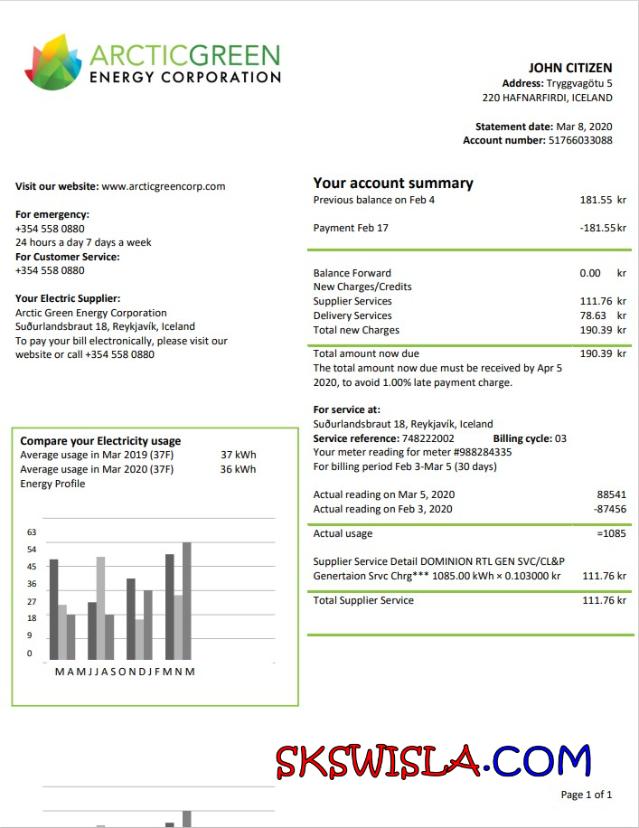 ARCTICGREEN
ENERGY CORPORATION
JOHN CITIZEN
Address: Tryggvagötu 5
220 HAFNARFIRDI, ICELAND
Statement date: Mar 8, 2020
Account number: 51766033088
Visit our website: www.arcticgreencorp.com
For emergency:
+354 558 0880
24 hours a day 7 days a week
For Customer Service:
+354 558 0880
Your Electric Supplier:
Arctic Green Energy Corporation
Suðurlandsbraut 18, Reykjavík, Iceland
To pay your bill electronically, please visit our
website or call +354 558 0880
Your account summary
Previous balance on Feb 4 181.55 kr
Payment Feb 17 -181.55kr
Balance Forward 0.00 kr
New Charges/Credits
Supplier Services 111.76 kr
Delivery Services 78.63 kr
Total new Charges 190.39 kr
Total amount now due 190.39 kr
The total amount now due must be received by Apr 5
2020, to avoid 1.00% late payment charge.
For service at:
Suðurlandsbraut 18, Reykjavík, Iceland
Service reference: 748222002 Billing cycle: 03
Your meter reading for meter #988284335
For billing period Feb 3-Mar 5 (30 days)
Actual reading on Mar 5, 2020 88541
Actual reading on Feb 3, 2020 -87456
Actual usage =1085
Supplier Service Detail DOMINION RTL GEN SVC/CL&P
Genertaion Srvc Chrg*** 1085.00 kWh × 0.103000 kr 111.76 kr
Total Supplier Service 111.76 kr
Compare your Electricity usage
Average usage in Mar 2019 (37F) 37 kWh
Average usage in Mar 2020 (37F) 36 kWh
Energy Profile
63
54
45
36
27
18
9
0
M A M J J A S O N D J F M N M
SKSWISLA.COM
Page 1 of 1